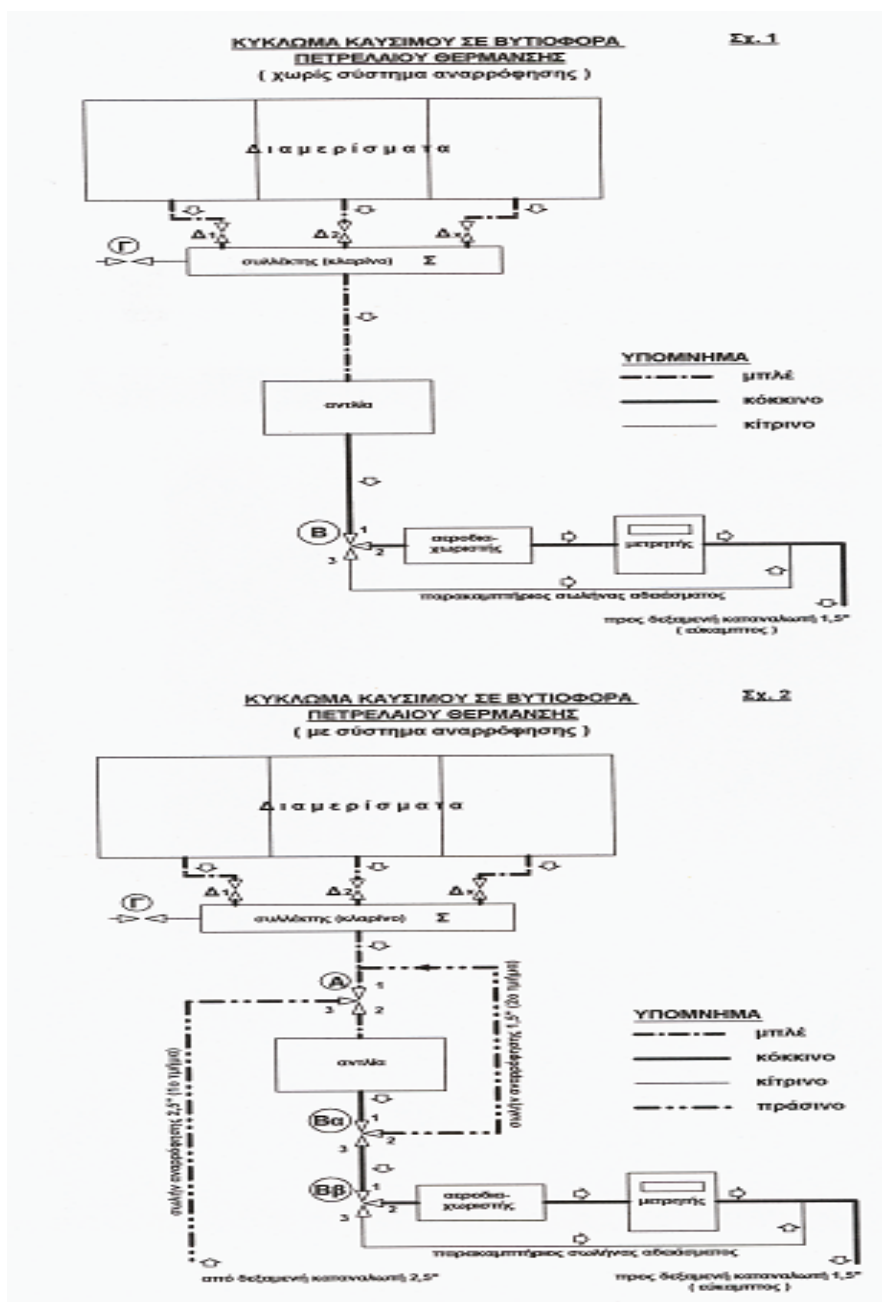 ΚΥΚΛΩΜΑ ΚΑΥΣΙΜΟΥ ΣΕ ΒΥΤΙΟΦΟΡΑ
Σχ. 1
ΠΕΤΡΕΛΑΙΟΥ ΘΕΡΜΑΝΣΗΣ
( χωρίς σύστημα αναρρόφησης )
Διαμερίσματα
Δ1
Δ2
Δν
Γ
συλλέκτης (κλαρίνο) Σ
ΥΠΟΜΝΗΜΑ
μπλέ
κόκκινο
κίτρινο
αντλία
Β
1
2
3
αεροδια-
χωριστής
μετρητής
παρακαμπτήριος σωλήνας αδειάσματος
προς δεξαμενή καταναλωτή 1,5"
( εύκαμπτος )
ΚΥΚΛΩΜΑ ΚΑΥΣΙΜΟΥ ΣΕ ΒΥΤΙΟΦΟΡΑ
Σχ. 2
ΠΕΤΡΕΛΑΙΟΥ ΘΕΡΜΑΝΣΗΣ
( με σύστημα αναρρόφησης )
Διαμερίσματα
Δ1
Δ2
Δν
Γ
συλλέκτης (κλαρίνο) Σ
Α
1
3
2
σωλήν αναρρόφησης 1,5" (2ο τμήμα)
σωλήν αναρρόφησης 2,5" (1ο τμήμα)
ΥΠΟΜΝΗΜΑ
μπλέ
κόκκινο
κίτρινο
πράσινο
αντλία
Βα
1
2
3
Ββ
1
2
3
αεροδια-
χωριστής
μετρητής
παρακαμπτήριος σωλήνας αδειάσματος
από δεξαμενή καταναλωτή 2,5"
προς δεξαμενή καταναλωτή 1,5"
( εύκαμπτος )